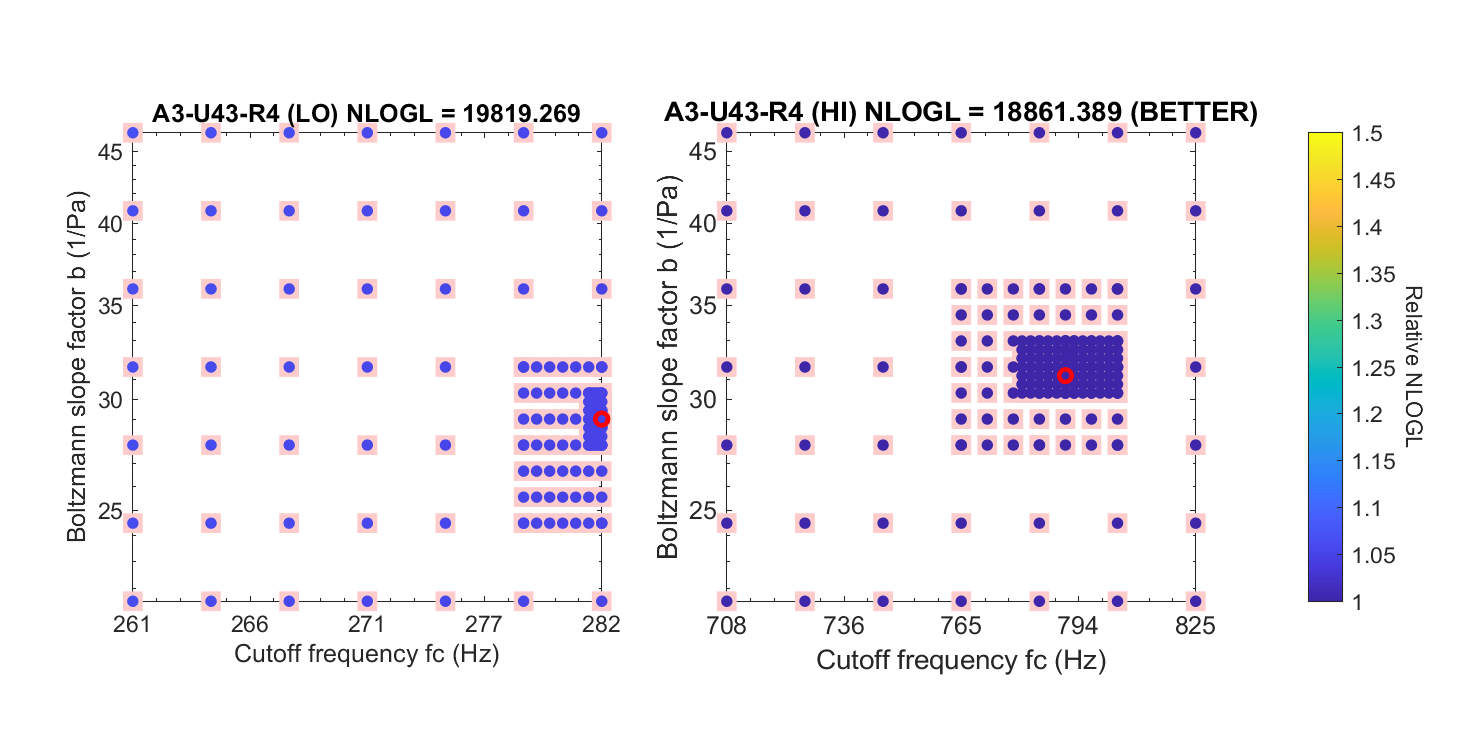 A3-U43-R4 (LO) NLOGL = 19819.269
45
40
35
30
25
Boltzmann slope factor b (1/Pa)
261 266 271 277 282
Cutoff frequency fc (Hz)
A3-U43-R4 (HI) NLOGL = 18861.389 (BETTER)
45
40
35
30
25
Boltzmann slope factor b (1/Pa)
708 736 765 794 825
Cutoff frequency fc (Hz)
1.5
1.45
1.4
1.35
1.3
1.25
1.2
1.15
1.1
1.05
1
Relative NLOGL